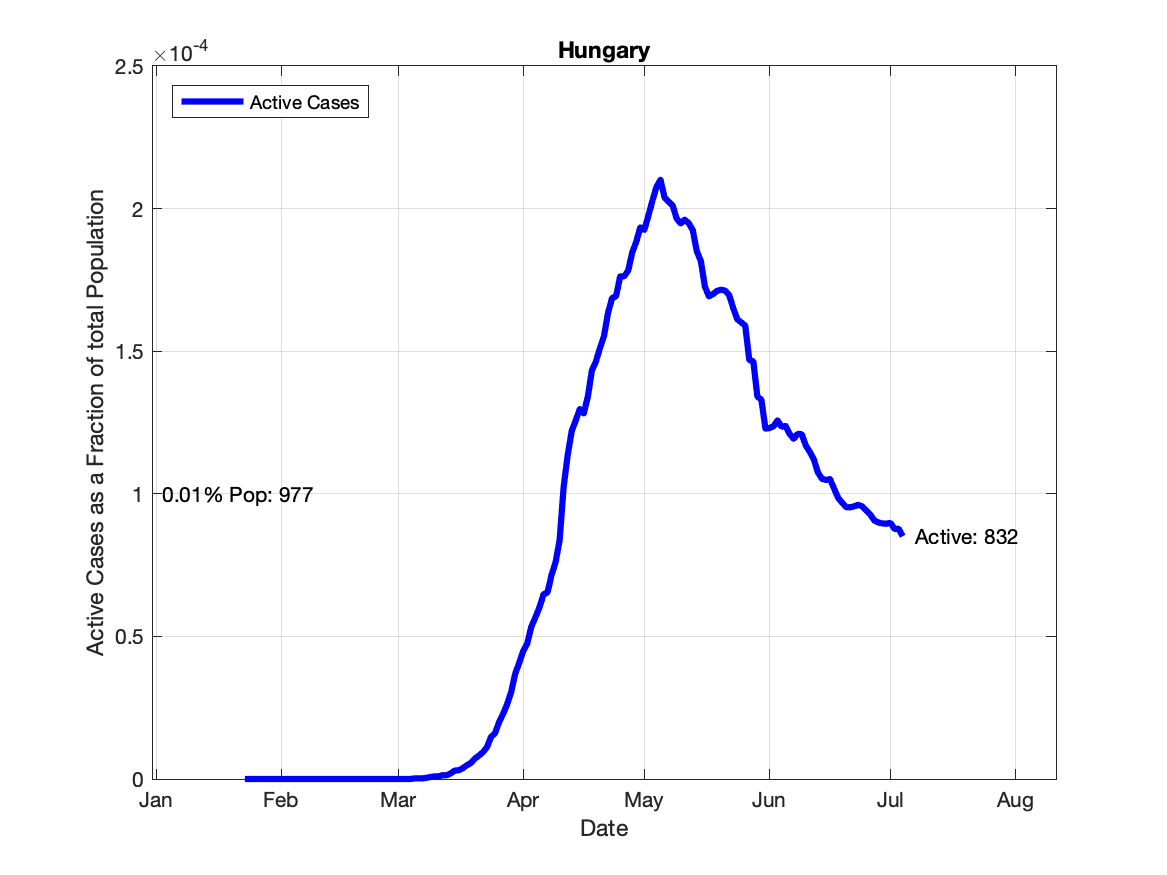 Hungary
×10⁻⁴
Active Cases
2.5
2
1.5
1
0.5
0
0.01% Pop: 977
Active: 832
Active Cases as a Fraction of total Population
Jan Feb Mar Apr May Jun Jul Aug
Date